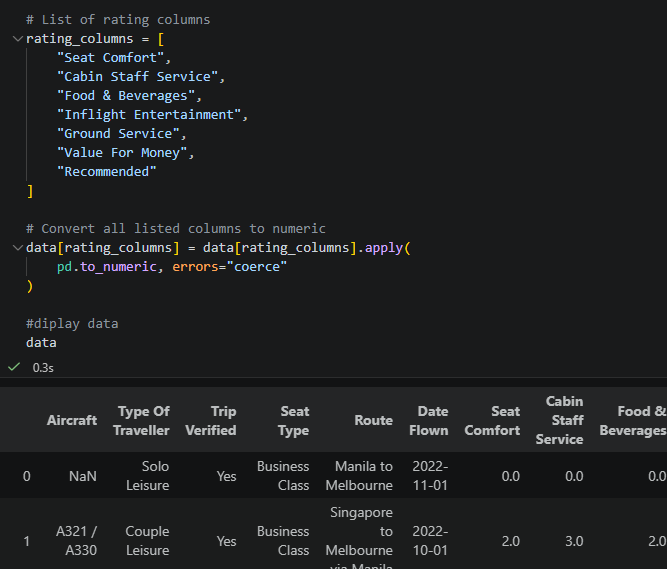 # List of rating columns
rating_columns = [
"Seat Comfort",
"Cabin Staff Service",
"Food & Beverages",
"Inflight Entertainment",
"Ground Service",
"Value For Money",
"Recommended"
]
# Convert all listed columns to numeric
data[rating_columns] = data[rating_columns].apply(
pd.to_numeric, errors="coerce"
)
#diplay data
data
0.3s
Aircraft Type Of Traveller Trip Verified Seat Type Route Date Flown Seat Comfort Cabin Staff Service Food & Beverages
0 NaN Solo Leisure Yes Business Class Manila to Melbourne 2022-11-01 0.0 0.0 0.0
1 A321 / A330 Couple Leisure Yes Business Class Singapore to Melbourne via Manila 2022-10-01 2.0 3.0 2.0